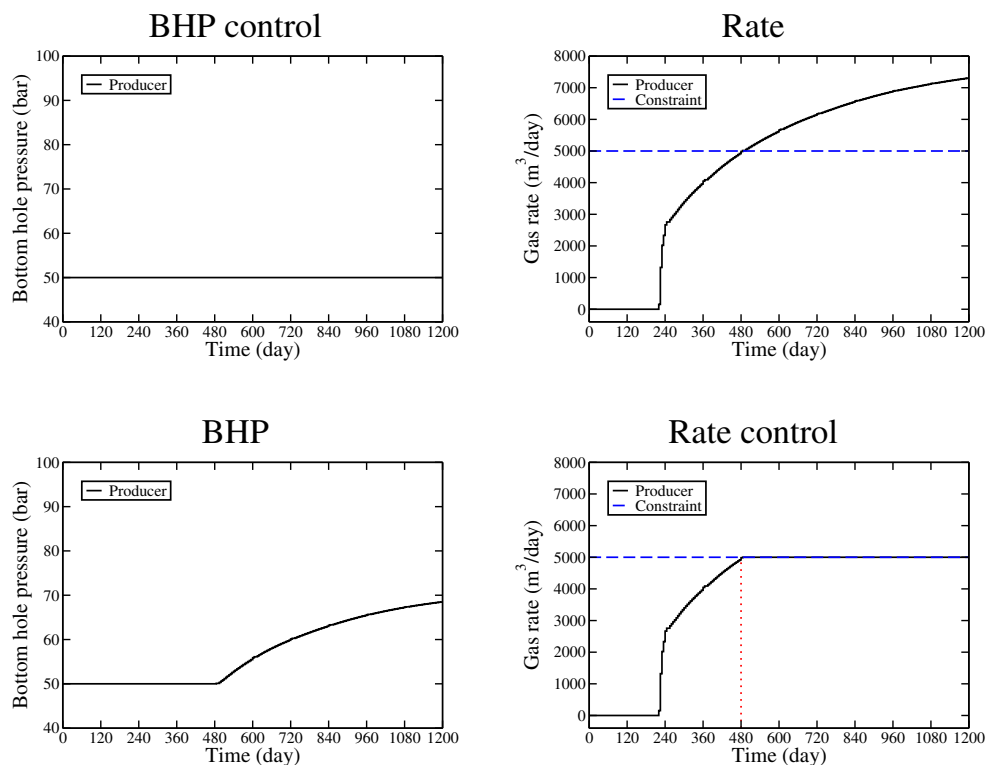 BHP control
Bottom hole pressure (bar)
100
90
80
70
60
50
40
Producer
0 120 240 360 480 600 720 840 960 1080 1200
Time (day)
Rate
Gas rate (m³/day)
8000
7000
6000
5000
4000
3000
2000
1000
0
Producer
Constraint
0 120 240 360 480 600 720 840 960 1080 1200
Time (day)
BHP
Bottom hole pressure (bar)
100
90
80
70
60
50
40
Producer
0 120 240 360 480 600 720 840 960 1080 1200
Time (day)
Rate control
Gas rate (m³/day)
8000
7000
6000
5000
4000
3000
2000
1000
0
Producer
Constraint
0 120 240 360 480 600 720 840 960 1080 1200
Time (day)